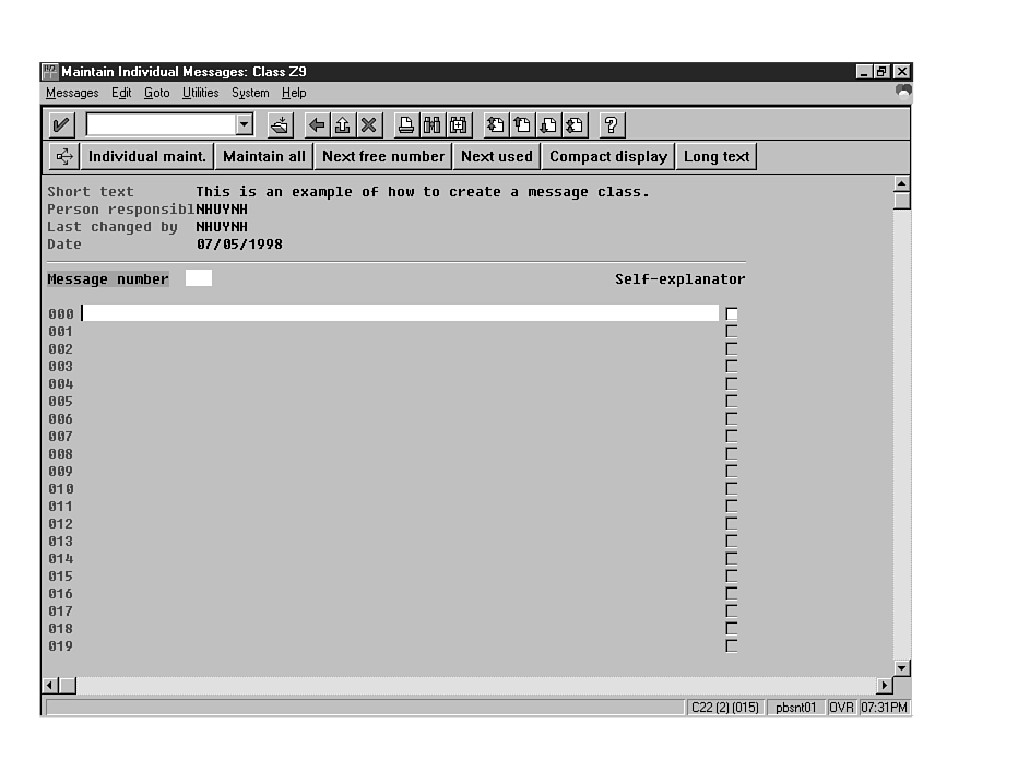 Maintain Individual Messages: Class Z9
Messages Edit Goto Utilities System Help
?
Individual maint. Maintain all Next free number Next used Compact display Long text
Short text This is an example of how to create a message class.
Person responsiblNHUYNH
Last changed by NHUYNH
Date 07/05/1998
Message number Self-explanator
000
001
002
003
004
005
006
007
008
009
010
011
012
013
014
015
016
017
018
019
C22 (2) (015) pbsnt01 OVR 07:31PM